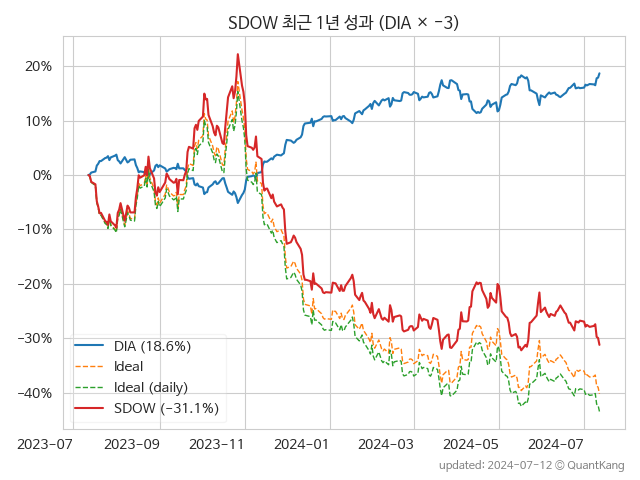 SDOW 최근 1년 성과 (DIA × −3)
20%
10%
0%
−10%
−20%
−30%
−40%
DIA (18.6%)
Ideal
Ideal (daily)
SDOW (−31.1%)
2023-07
2023-09
2023-11
2024-01
2024-03
2024-05
2024-07
updated: 2024-07-12 © QuantKang